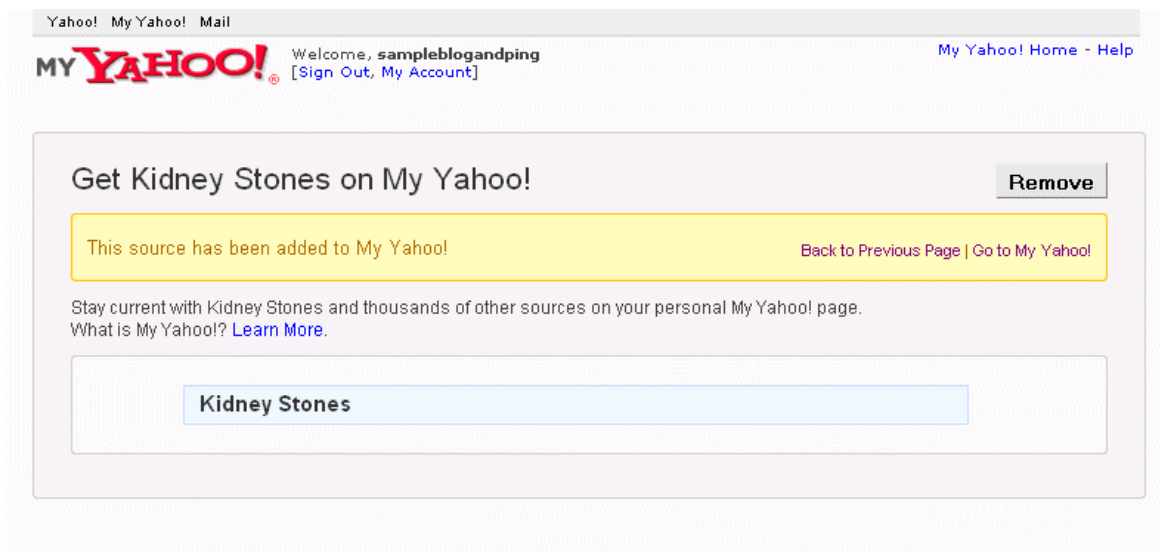 Yahoo! My Yahoo! Mail
MY YAHOO!® Welcome, sampleblogandping
[Sign Out, My Account]
My Yahoo! Home - Help
Get Kidney Stones on My Yahoo!
Remove
This source has been added to My Yahoo!
Back to Previous Page | Go to My Yahoo!
Stay current with Kidney Stones and thousands of other sources on your personal My Yahoo! page.
What is My Yahoo!? Learn More.
Kidney Stones